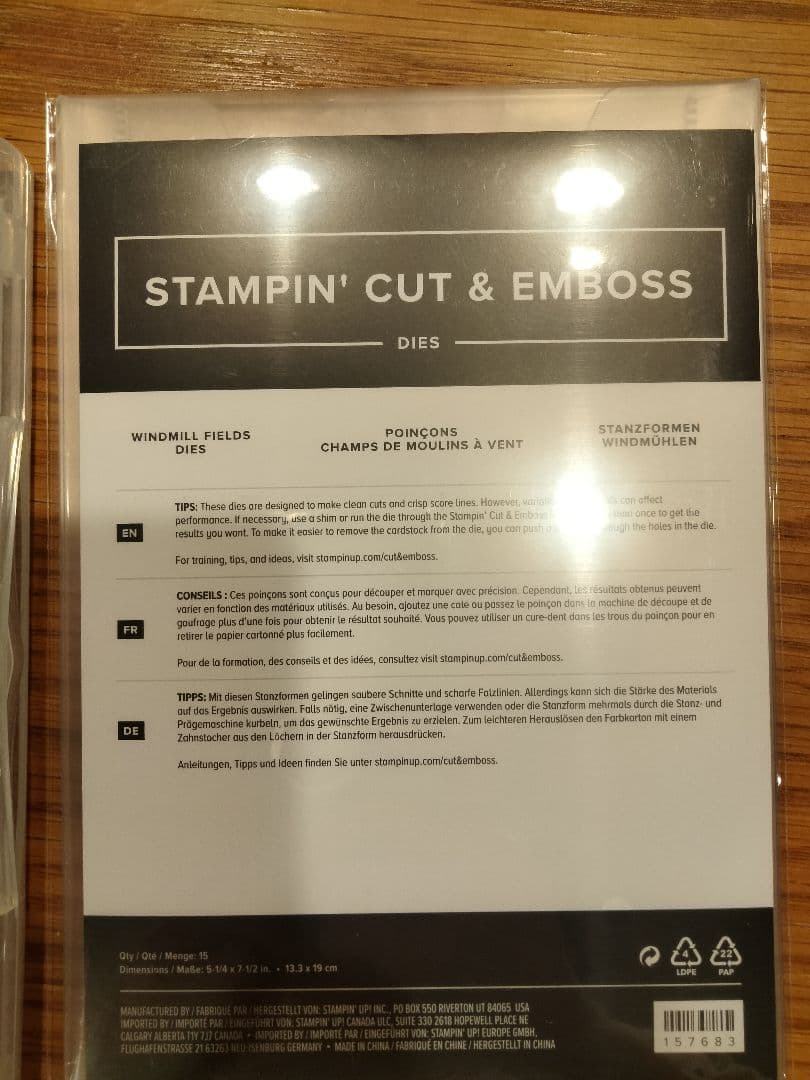 STAMPIN' CUT & EMBOSS
DIES
WINDMILL FIELDS
DIES
POINÇONS
CHAMPS DE MOULINS À VENT
STANZFORMEN
WINDMÜHLEN
EN
TIPS: These dies are designed to make clean cuts and crisp score lines. However, can affect
performance. If necessary, use a shim or run the die through the Stampin' Cut & Emboss than once to get the
results you want. To make it easier to remove the cardstock from the die, you can push through the holes in the die.
For training, tips, and ideas, visit stampinup.com/cut&emboss.
FR
CONSEILS : Ces poinçons sont conçus pour découper et marquer avec précision. Cependant, les résultats obtenus peuvent
varier en fonction des matériaux utilisés. Au besoin, ajoutez une cale ou passez le poinçon dans la machine de découpe et de
gaufrage plus d'une fois pour obtenir le résultat souhaité. Vous pouvez utiliser un cure-dent dans les trous du poinçon pour en
retirer le papier cartonné plus facilement.
Pour de la formation, des conseils et des idées, consultez visit stampinup.com/cut&emboss.
DE
TIPPS: Mit diesen Stanzformen gelingen saubere Schnitte und scharfe Falzlinien. Allerdings kann sich die Stärke des Materials
auf das Ergebnis auswirken. Falls nötig, eine Zwischenunterlage verwenden oder die Stanzform mehrmals durch die Stanz- und
Prägemaschine kurbeln, um das gewünschte Ergebnis zu erzielen. Zum leichteren Herauslösen den Farbkarton mit einem
Zahnstocher aus den Löchern in der Stanzform herausdrücken.
Anleitungen, Tipps und Ideen finden Sie unter stampinup.com/cut&emboss.
Qty / Qté / Menge: 15
Dimensions / Maße: 5-1/4 x 7-1/2 in. • 13.3 x 19 cm
4
LDPE
22
PAP
MANUFACTURED BY / FABRIQUÉ PAR / HERGESTELLT VON: STAMPIN' UP! INC., PO BOX 550 RIVERTON UT 84065 USA
IMPORTED BY / IMPORTÉ PAR / EINGEFÜHRT VON: STAMPIN' UP! CANADA ULC, SUITE 330 2618 HOPEWELL PLACE NE
CALGARY ALBERTA T1Y 7J7 CANADA • IMPORTED BY / IMPORTÉ PAR / EINGEFÜHRT VON: STAMPIN' UP! EUROPE GMBH,
FLUGHAFENSTRASSE 21 63263 NEU-ISENBURG GERMANY • MADE IN CHINA / FABRIQUÉ EN CHINE / HERGESTELLT IN CHINA
157683